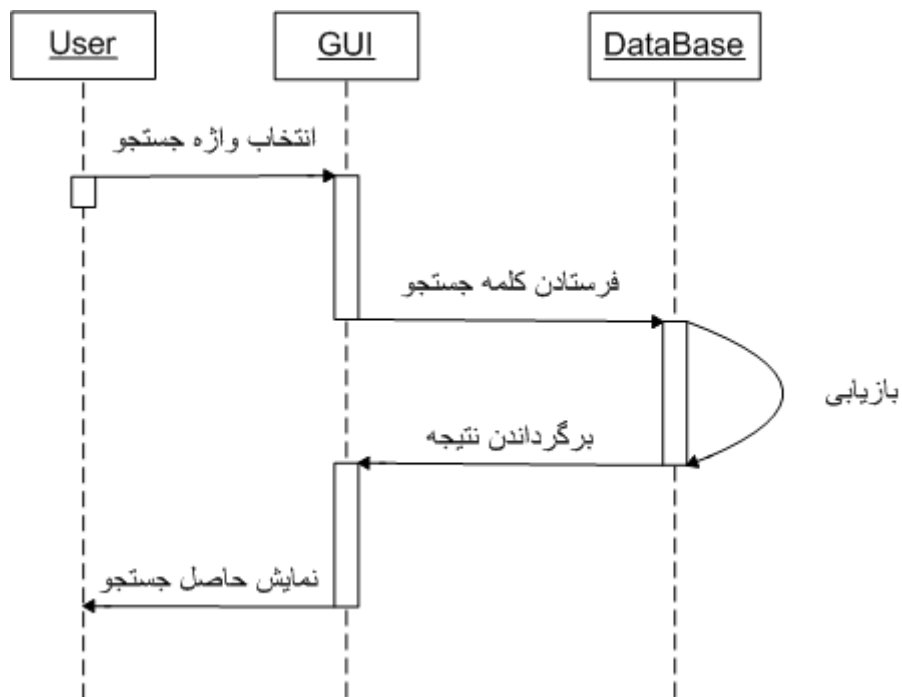 User
GUI
DataBase
انتخاب واژه جستجو
فرستادن کلمه جستجو
بازیابی
برگرداندن نتیجه
نمایش حاصل جستجو